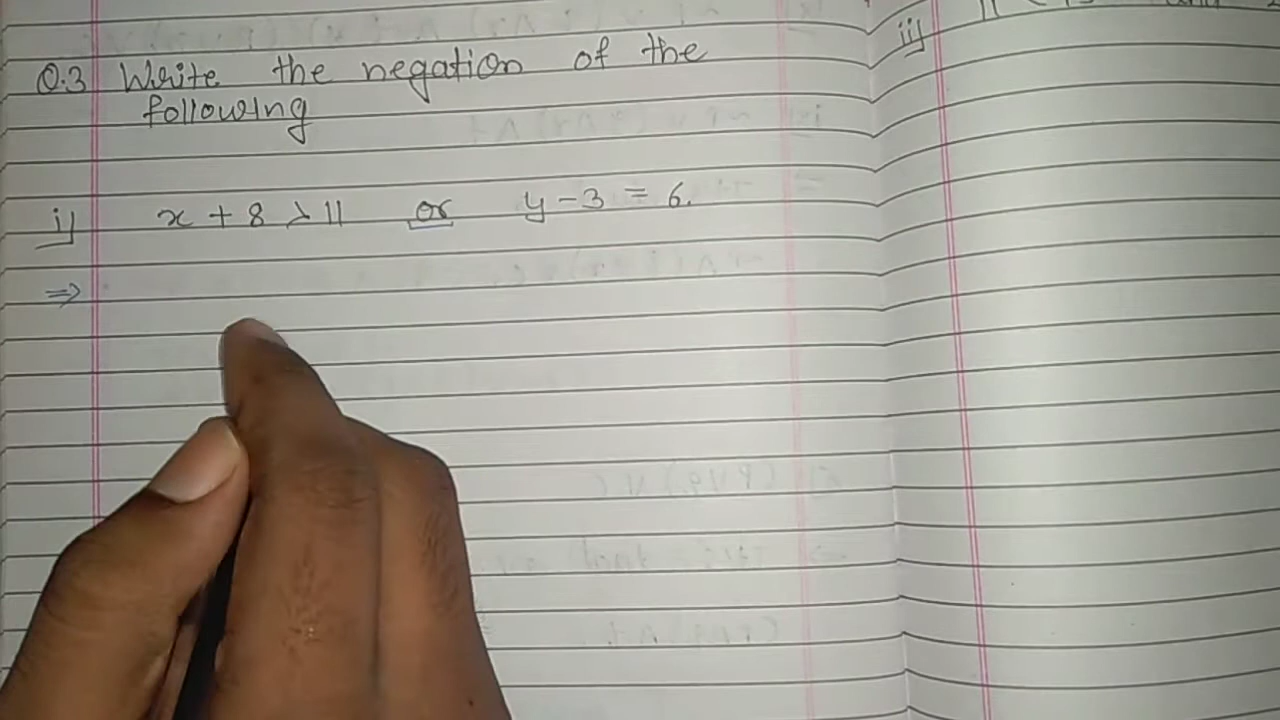 Q.3 Write the negation of the
following
i) x + 8 > 11 or y - 3 = 6.
⇒
ii)